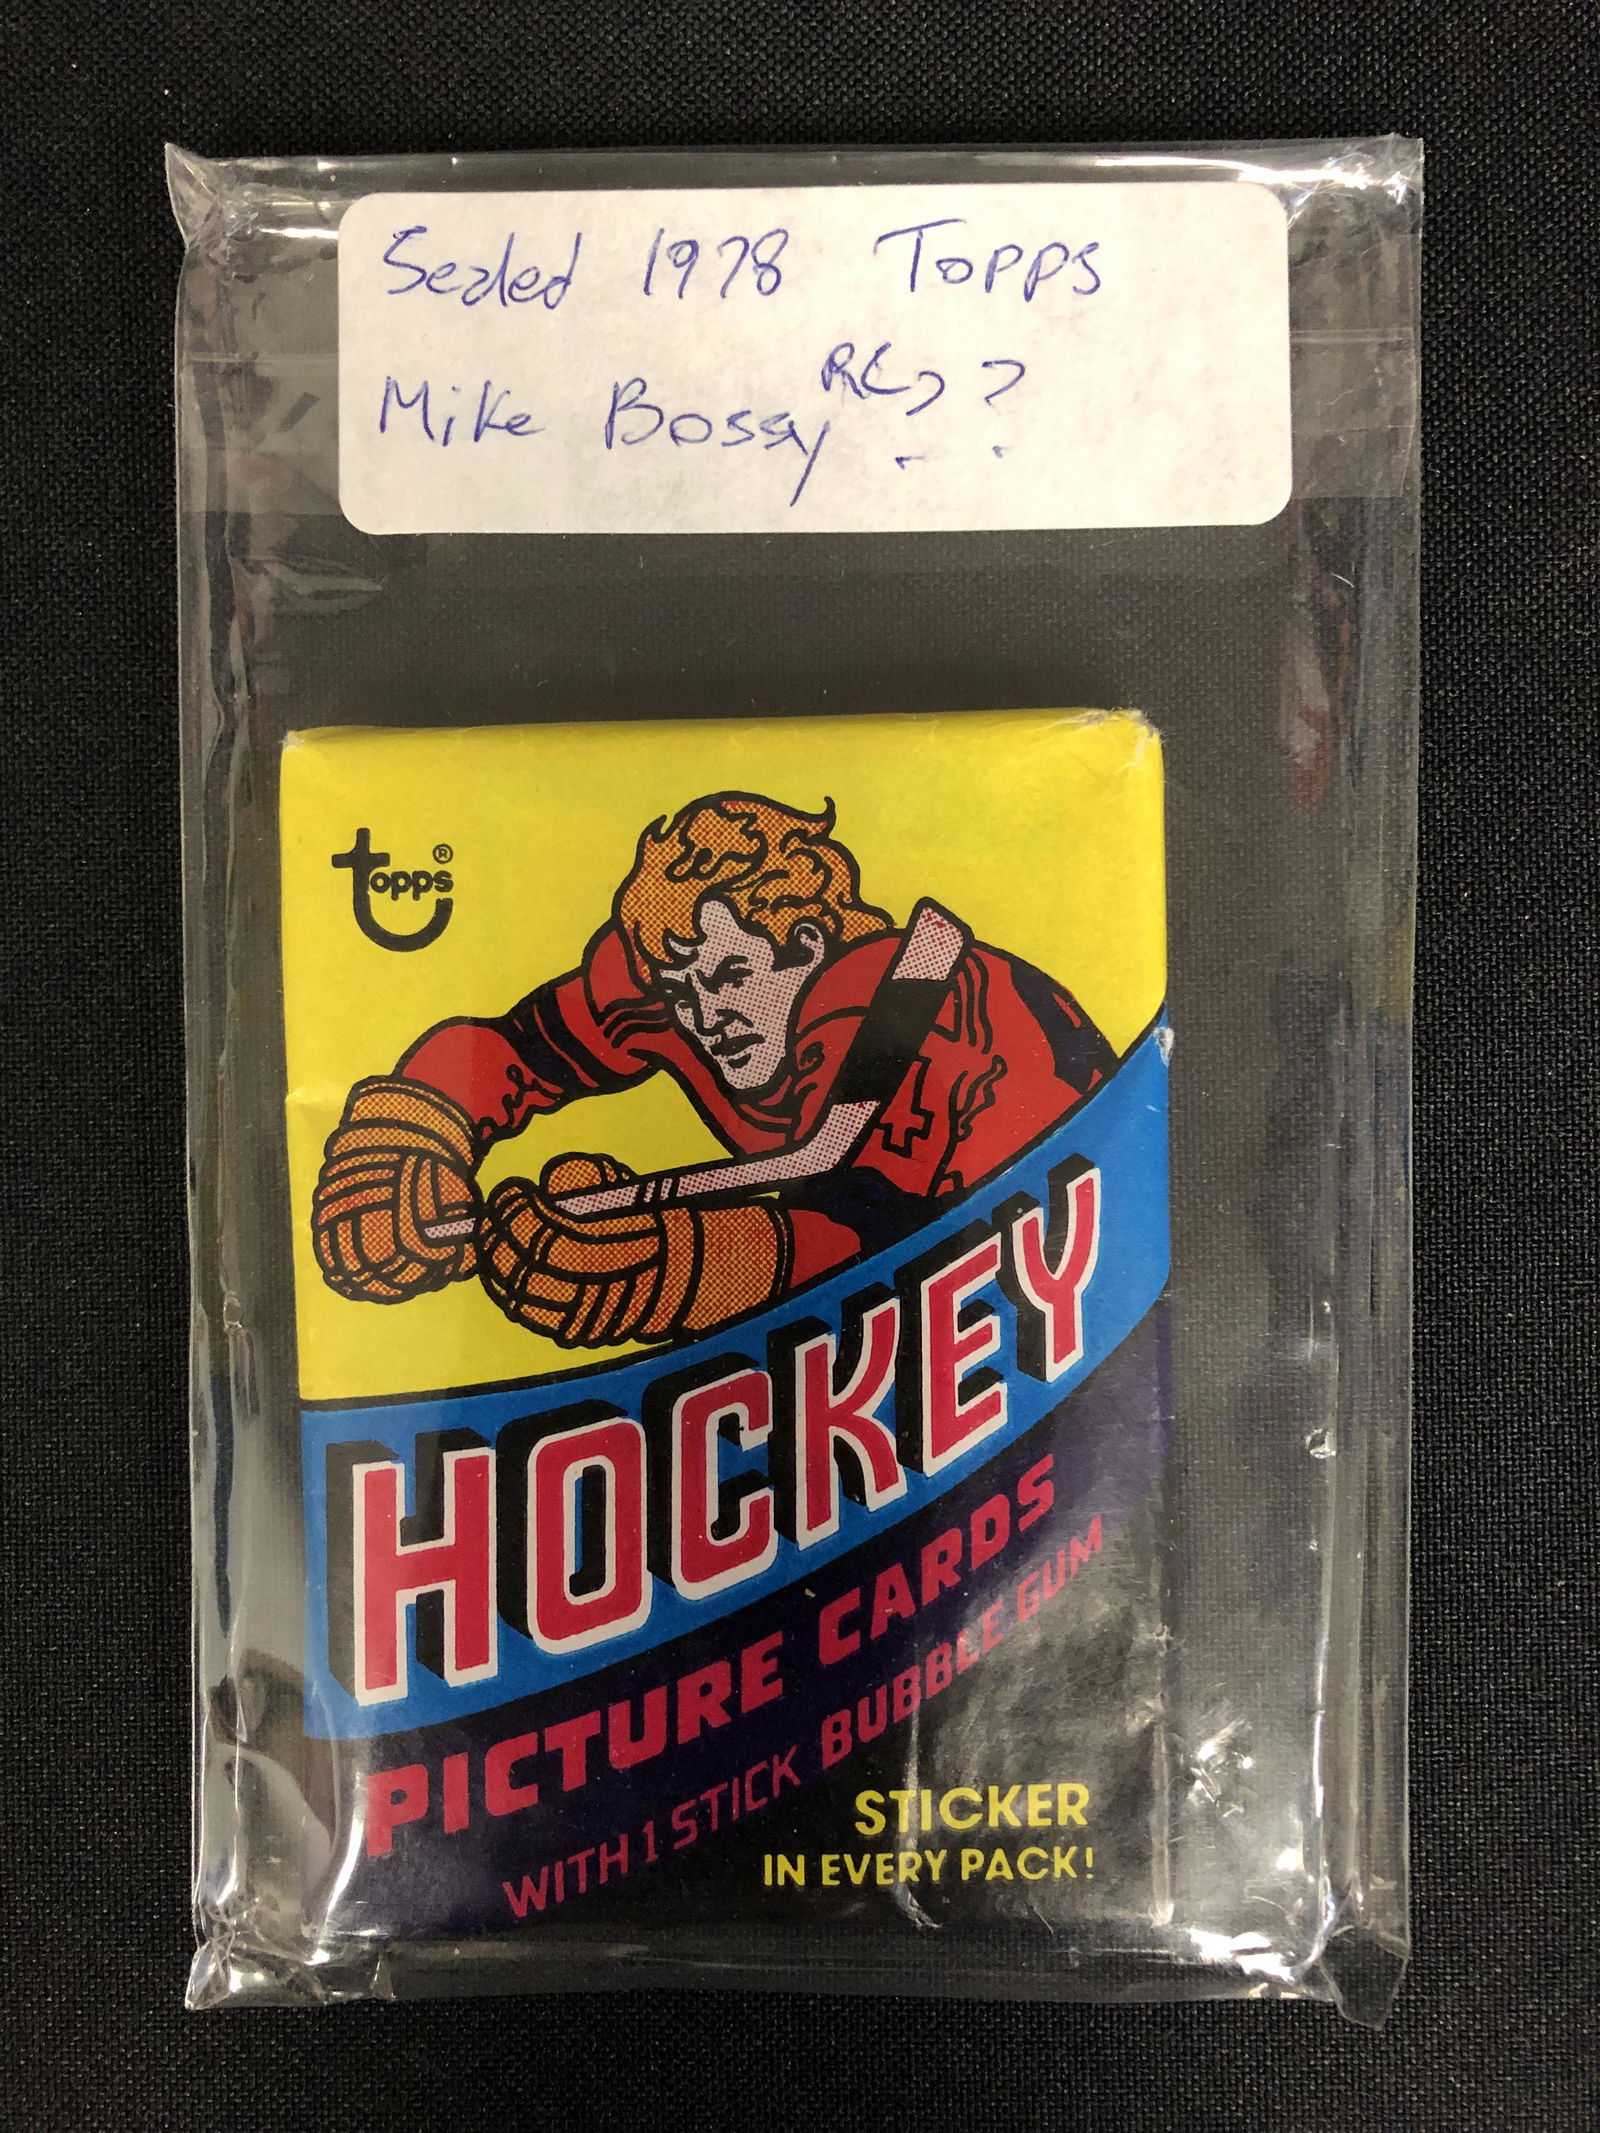 Sealed 1978 Topps
Mike Bossy RC??
topps®
4
HOCKEY
PICTURE CARDS
WITH 1 STICK BUBBLE GUM
STICKER
IN EVERY PACK!